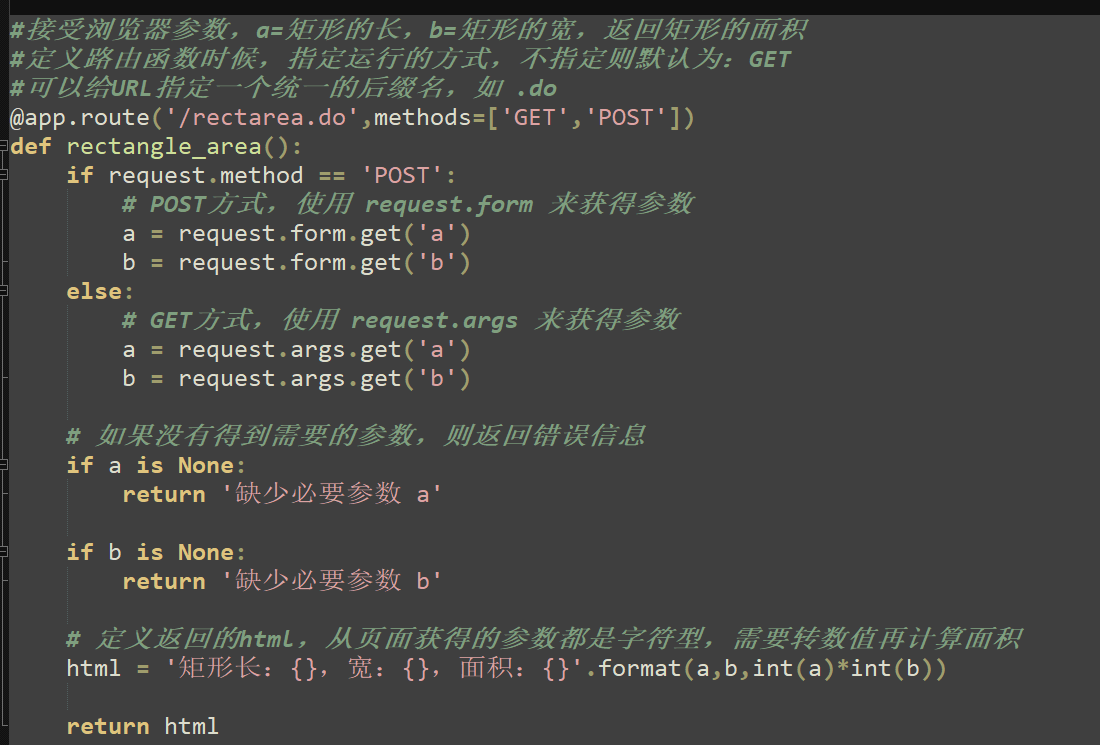 #接受浏览器参数，a=矩形的长，b=矩形的宽，返回矩形的面积
#定义路由函数时候，指定运行的方式，不指定则默认为：GET
#可以给URL指定一个统一的后缀名，如 .do
@app.route('/rectarea.do',methods=['GET','POST'])
def rectangle_area():
    if request.method == 'POST':
        # POST方式，使用 request.form 来获得参数
        a = request.form.get('a')
        b = request.form.get('b')
    else:
        # GET方式，使用 request.args 来获得参数
        a = request.args.get('a')
        b = request.args.get('b')
    # 如果没有得到需要的参数，则返回错误信息
    if a is None:
        return '缺少必要参数 a'
    if b is None:
        return '缺少必要参数 b'
    # 定义返回的html，从页面获得的参数都是字符型，需要转数值再计算面积
    html = '矩形长：{}，宽：{}，面积：{}'.format(a,b,int(a)*int(b))
    return html